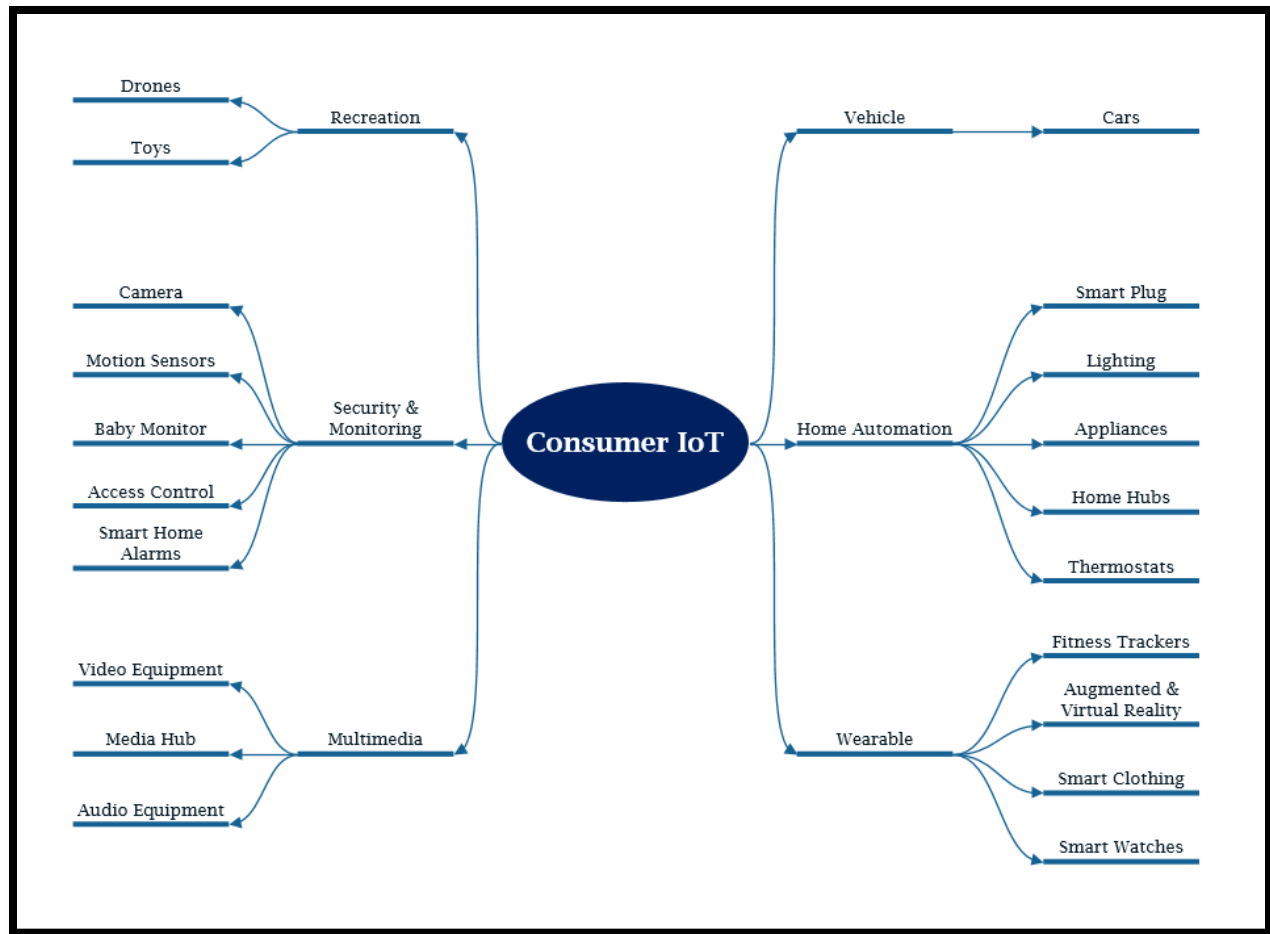 Drones
Toys
Recreation
Camera
Motion Sensors
Baby Monitor
Access Control
Smart Home
Alarms
Security &
Monitoring
Video Equipment
Media Hub
Audio Equipment
Multimedia
Consumer IoT
Vehicle
Cars
Home Automation
Smart Plug
Lighting
Appliances
Home Hubs
Thermostats
Wearable
Fitness Trackers
Augmented &
Virtual Reality
Smart Clothing
Smart Watches